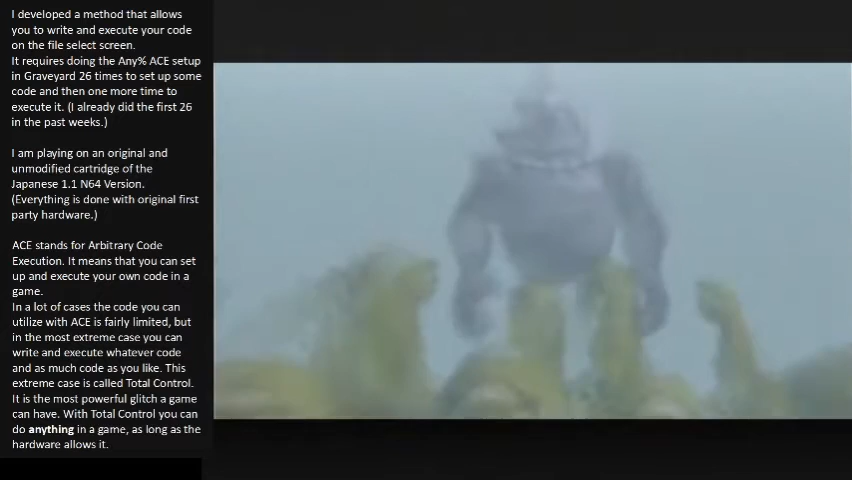 I developed a method that allows
you to write and execute your code
on the file select screen.
It requires doing the Any% ACE setup
in Graveyard 26 times to set up some
code and then one more time to
execute it. (I already did the first 26
in the past weeks.)
I am playing on an original and
unmodified cartridge of the
Japanese 1.1 N64 Version.
(Everything is done with original first
party hardware.)
ACE stands for Arbitrary Code
Execution. It means that you can set
up and execute your own code in a
game.
In a lot of cases the code you can
utilize with ACE is fairly limited, but
in the most extreme case you can
write and execute whatever code
and as much code as you like. This
extreme case is called Total Control.
It is the most powerful glitch a game
can have. With Total Control you can
do anything in a game, as long as the
hardware allows it.